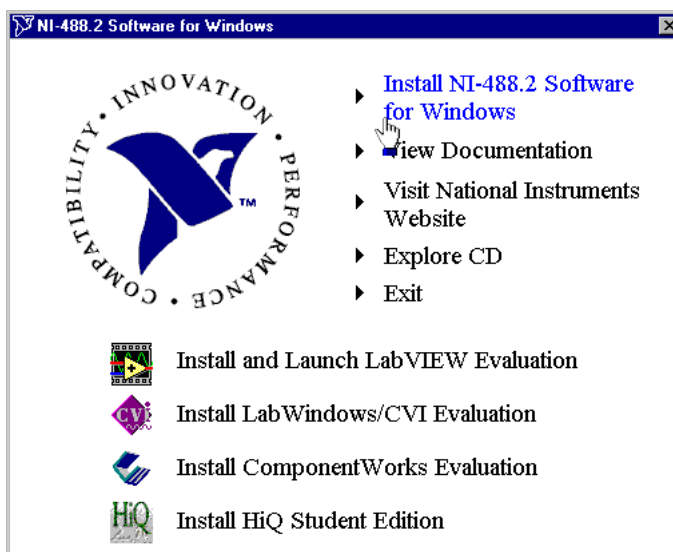 NI-488.2 Software for Windows
COMPATIBILITY · INNOVATION · PERFORMANCE ·
TM
Install NI-488.2 Software
for Windows
View Documentation
Visit National Instruments
Website
Explore CD
Exit
Install and Launch LabVIEW Evaluation
CVI
Install LabWindows/CVI Evaluation
Install ComponentWorks Evaluation
HiQ
Install HiQ Student Edition